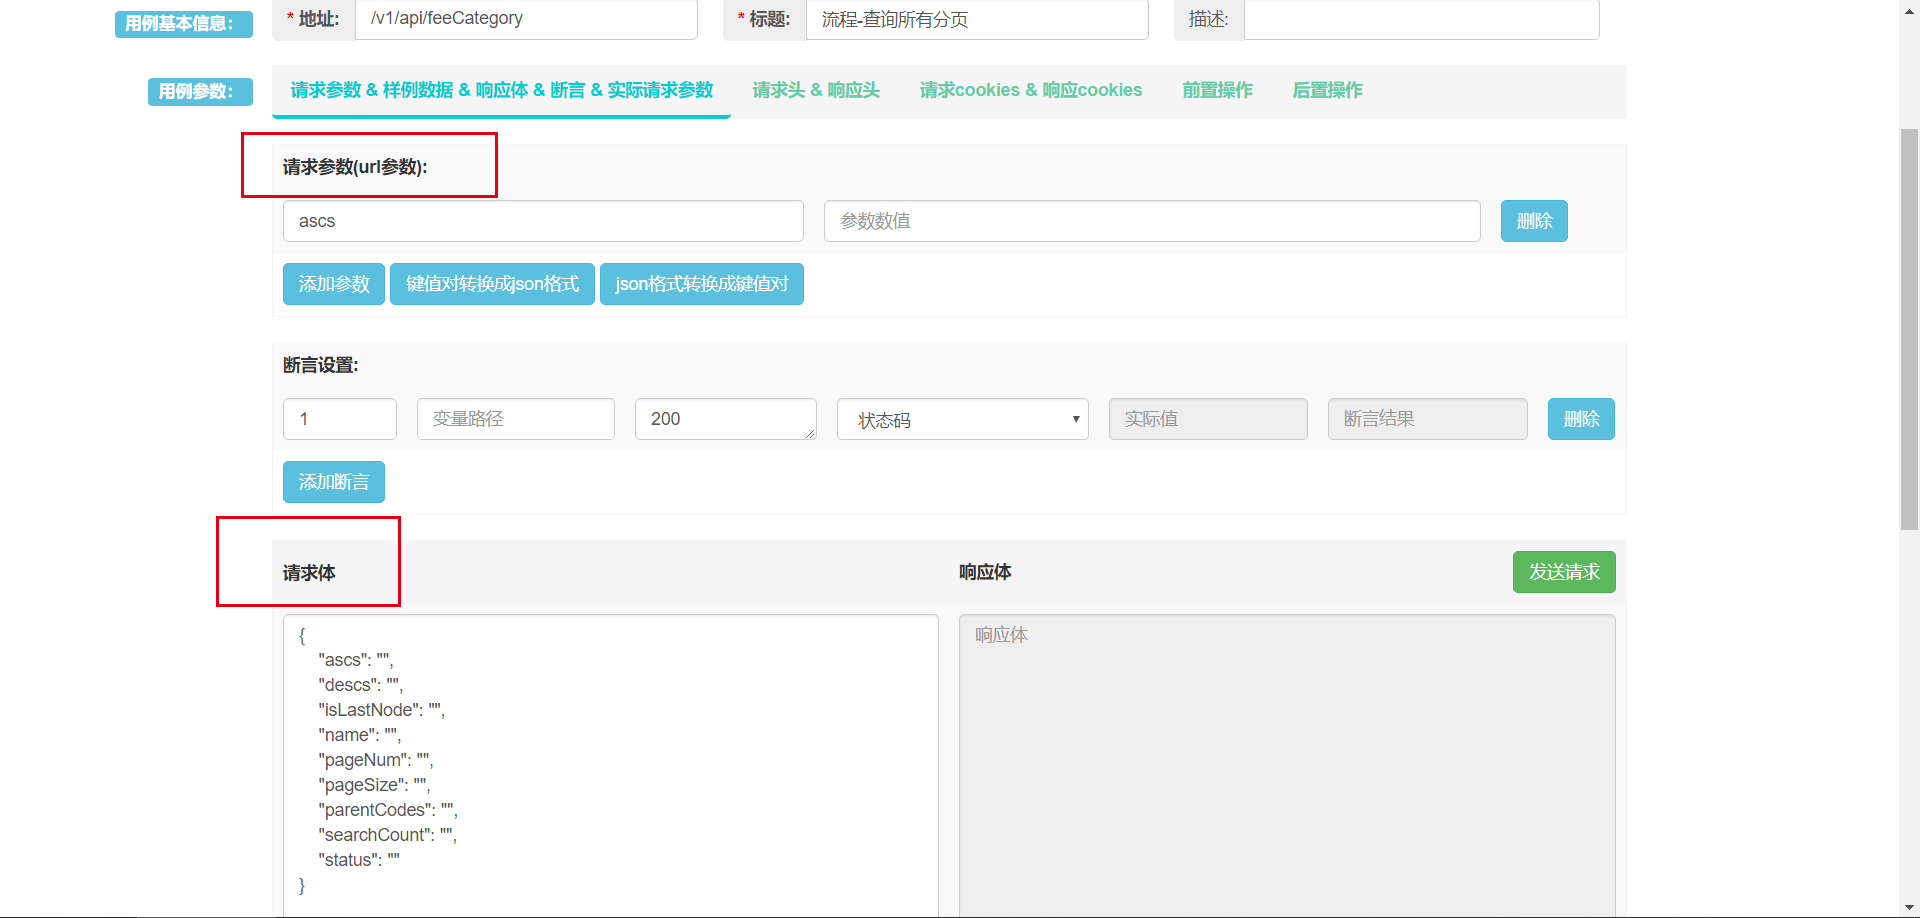 用例基本信息：
* 地址: /v1/api/feeCategory
* 标题: 流程-查询所有分页
描述:
用例参数：
请求参数 & 样例数据 & 响应体 & 断言 & 实际请求参数
请求头 & 响应头
请求cookies & 响应cookies
前置操作
后置操作
请求参数(url参数):
ascs 参数数值 删除
添加参数 键值对转换成json格式 json格式转换成键值对
断言设置:
1 变量路径 200 状态码 实际值 断言结果 删除
添加断言
请求体 响应体 发送请求
{
"ascs": "",
"descs": "",
"isLastNode": "",
"name": "",
"pageNum": "",
"pageSize": "",
"parentCodes": "",
"searchCount": "",
"status": ""
}
响应体